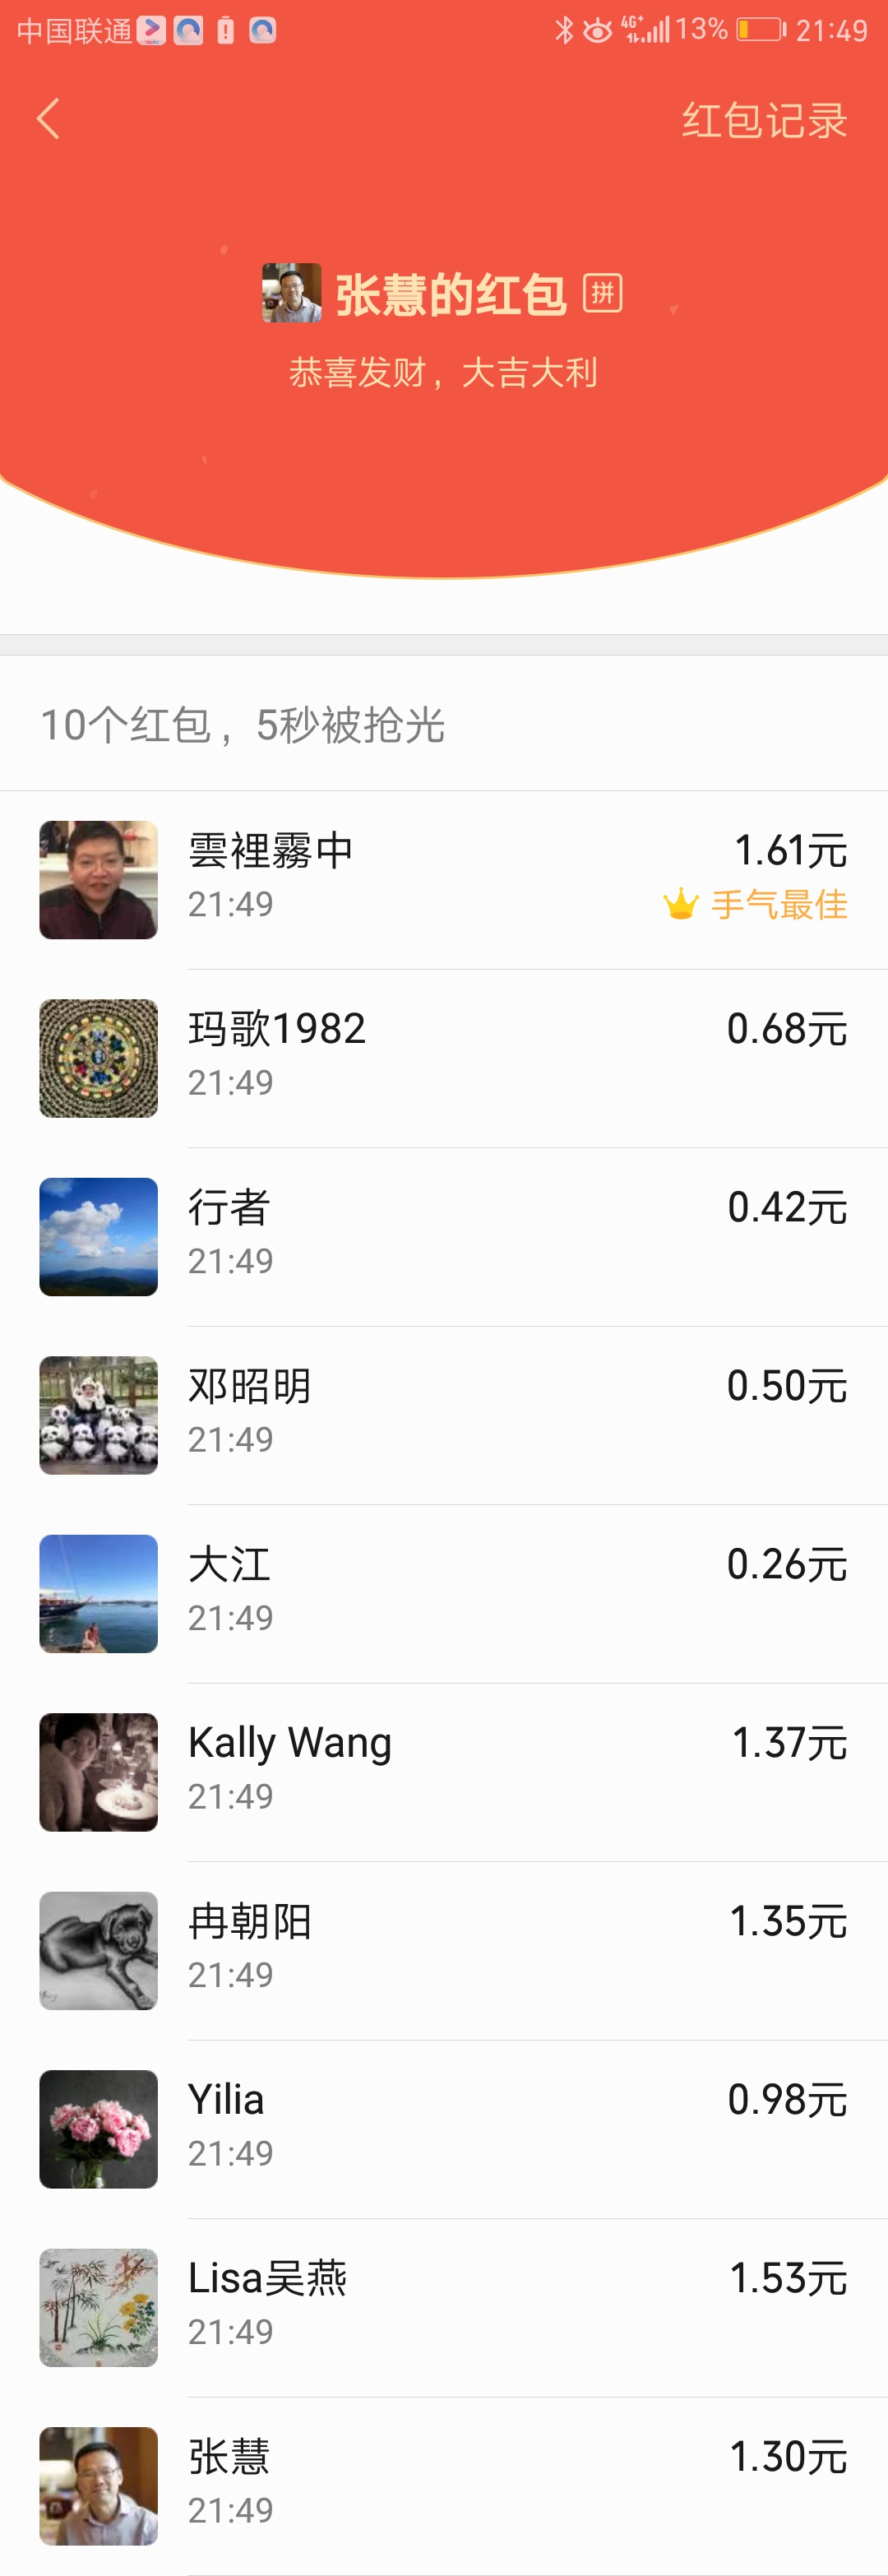 中国联通 4G+ 13% 21:49
红包记录
张慧的红包 拼
恭喜发财，大吉大利
10个红包，5秒被抢光
雲裡霧中 1.61元
21:49 手气最佳
玛歌1982 0.68元
21:49
行者 0.42元
21:49
邓昭明 0.50元
21:49
大江 0.26元
21:49
Kally Wang 1.37元
21:49
冉朝阳 1.35元
21:49
Yilia 0.98元
21:49
Lisa吴燕 1.53元
21:49
张慧 1.30元
21:49